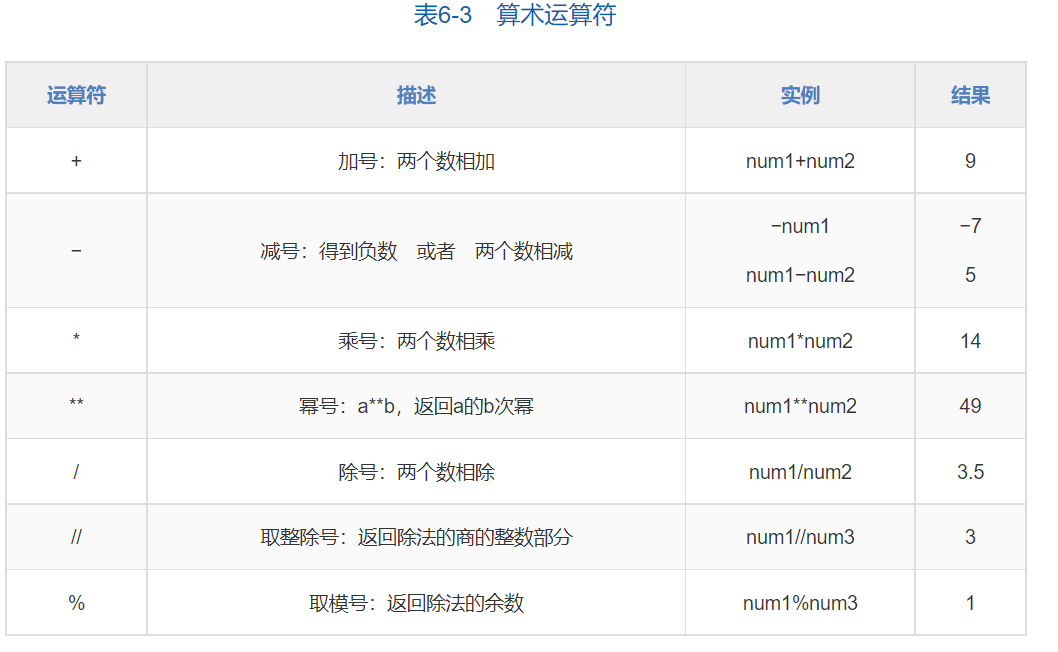 表6-3 算术运算符
运算符 描述 实例 结果
+ 加号：两个数相加 num1+num2 9
− 减号：得到负数 或者 两个数相减 −num1 −7
num1−num2 5
* 乘号：两个数相乘 num1*num2 14
** 幂号：a**b，返回a的b次幂 num1**num2 49
/ 除号：两个数相除 num1/num2 3.5
// 取整除号：返回除法的商的整数部分 num1//num3 3
% 取模号：返回除法的余数 num1%num3 1